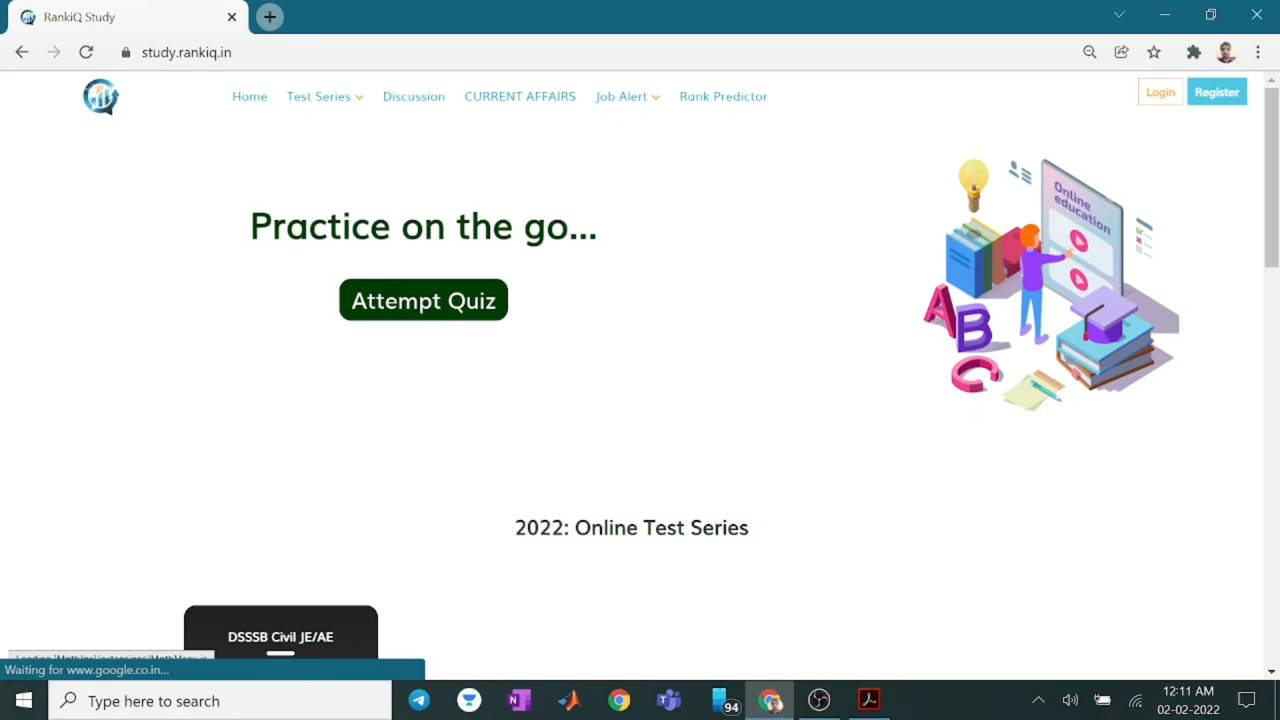 RankiQ Study
study.rankiq.in
Home Test Series Discussion CURRENT AFFAIRS Job Alert Rank Predictor Login Register
Online education
Practice on the go...
Attempt Quiz
A
B
C
2022: Online Test Series
DSSSB Civil JE/AE
Waiting for www.google.co.in...
Type here to search
94
12:11 AM
02-02-2022